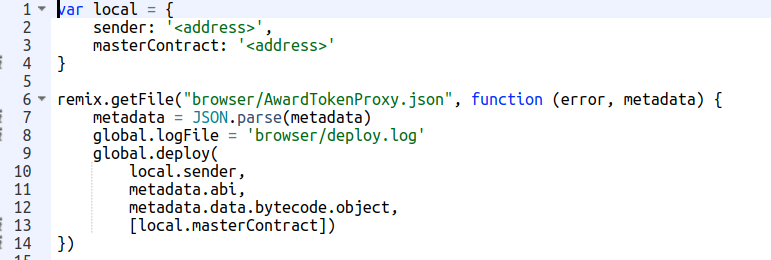 1 var local = {
2     sender: '<address>',
3     masterContract: '<address>'
4 }
5
6 remix.getFile("browser/AwardTokenProxy.json", function (error, metadata) {
7     metadata = JSON.parse(metadata)
8     global.logFile = 'browser/deploy.log'
9     global.deploy(
10         local.sender,
11         metadata.abi,
12         metadata.data.bytecode.object,
13         [local.masterContract])
14 })